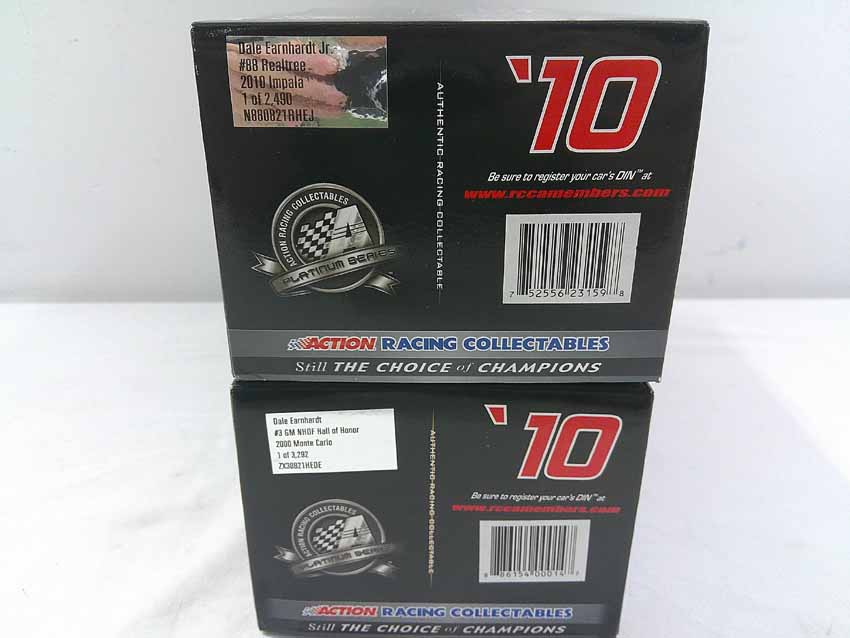 Dale Earnhardt Jr.
#88 Realtree
2010 Impala
1 of 2,490
N880821RHEJ
AUTHENTIC·RACING·COLLECTABLE
'10
Be sure to register your car's DIN™ at
www.rccamembers.com
ACTION RACING COLLECTABLES
PLATINUM SERIES
7 52556 23159 8
ACTION RACING COLLECTABLES
Still THE CHOICE of CHAMPIONS
Dale Earnhardt
#3 GM NHOF Hall of Honor
2000 Monte Carlo
1 of 3,292
ZX30821HEDE
AUTHENTIC·RACING·COLLECTABLE
'10
Be sure to register your car's DIN™ at
www.rccamembers.com
ACTION RACING COLLECTABLES
PLATINUM SERIES
8 86154 00014
ACTION RACING COLLECTABLES
Still THE CHOICE of CHAMPIONS